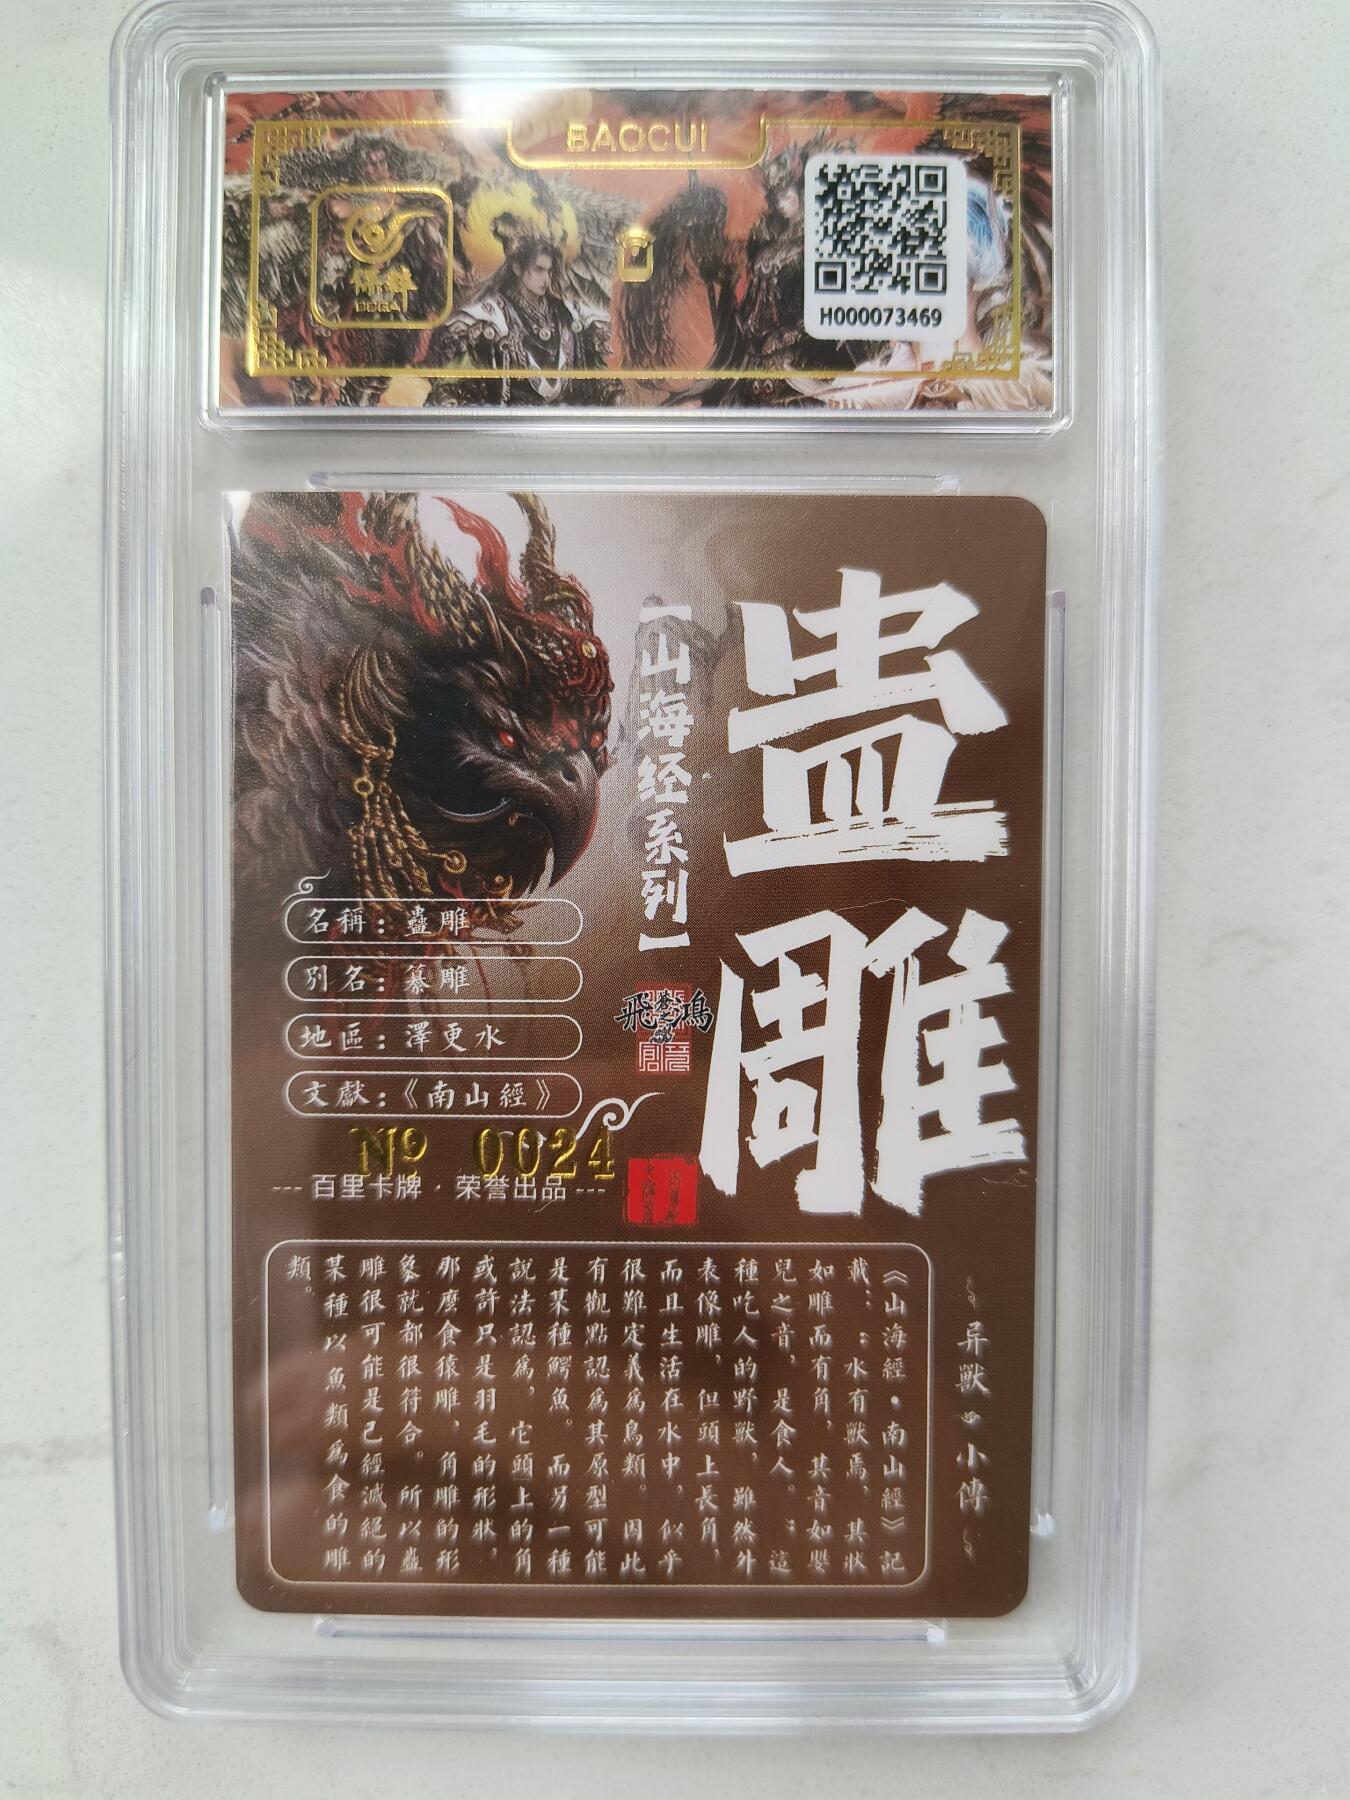 BAOCUI
保粹
H000073469
蛊雕
【山海经系列】
飛鴻
名稱：蠱雕
別名：纂雕
地區：澤更水
文獻：《南山經》
№ 0024
--- 百里卡牌 · 荣誉出品 ---
异獸 小傳
《山海經•南山經》記
載：：水有獸焉，其狀
如雕而有角，其音如嬰
兒之音，是食人。；這
種吃人的野獸，雖然外
表像雕，但頭上長角，
而且生活在水中，似乎
很難定義爲鳥類。因此
有觀點認爲其原型可能
是某種鰐魚。而另一種
說法認爲，它頭上的角
或許只是羽毛的形狀，
那麼食猿雕、角雕的形
象就都很符合。所以蠱
雕很可能是已經滅絕的
某種以魚類爲食的雕
類。